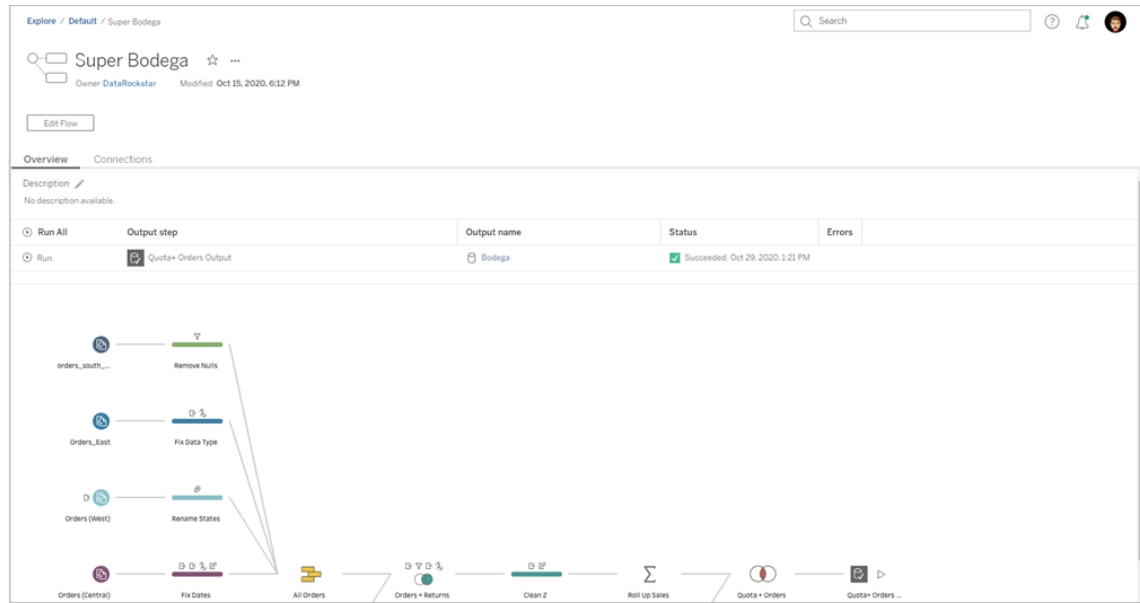 Explore / Default / Super Bodega
Search
Super Bodega
Owner DataRockstar Modified Oct 15, 2020, 6:12 PM
Edit Flow
Overview Connections
Description
No description available.
Run All Output step Output name Status Errors
Run Quota+ Orders Output Bodega Succeeded: Oct 29, 2020, 1:21 PM
orders_south_... Remove Nulls
Orders_East Fix Data Type
Orders (West) Rename States
Orders (Central) Fix Dates All Orders Orders + Returns Clean 2 Roll Up Sales Quota + Orders Quota+ Orders ...